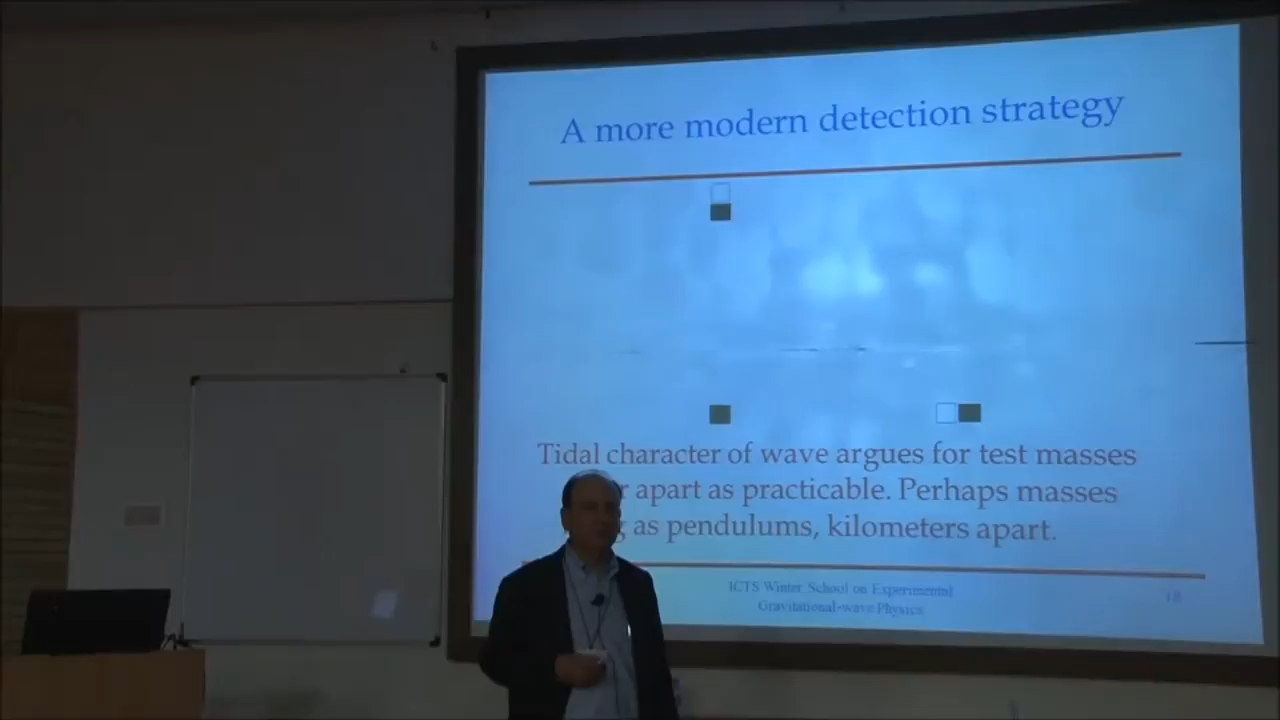 A more modern detection strategy
Tidal character of wave argues for test masses
apart as practicable. Perhaps masses
as pendulums, kilometers apart.
ICTS Winter School on Experimental
Gravitational-wave Physics